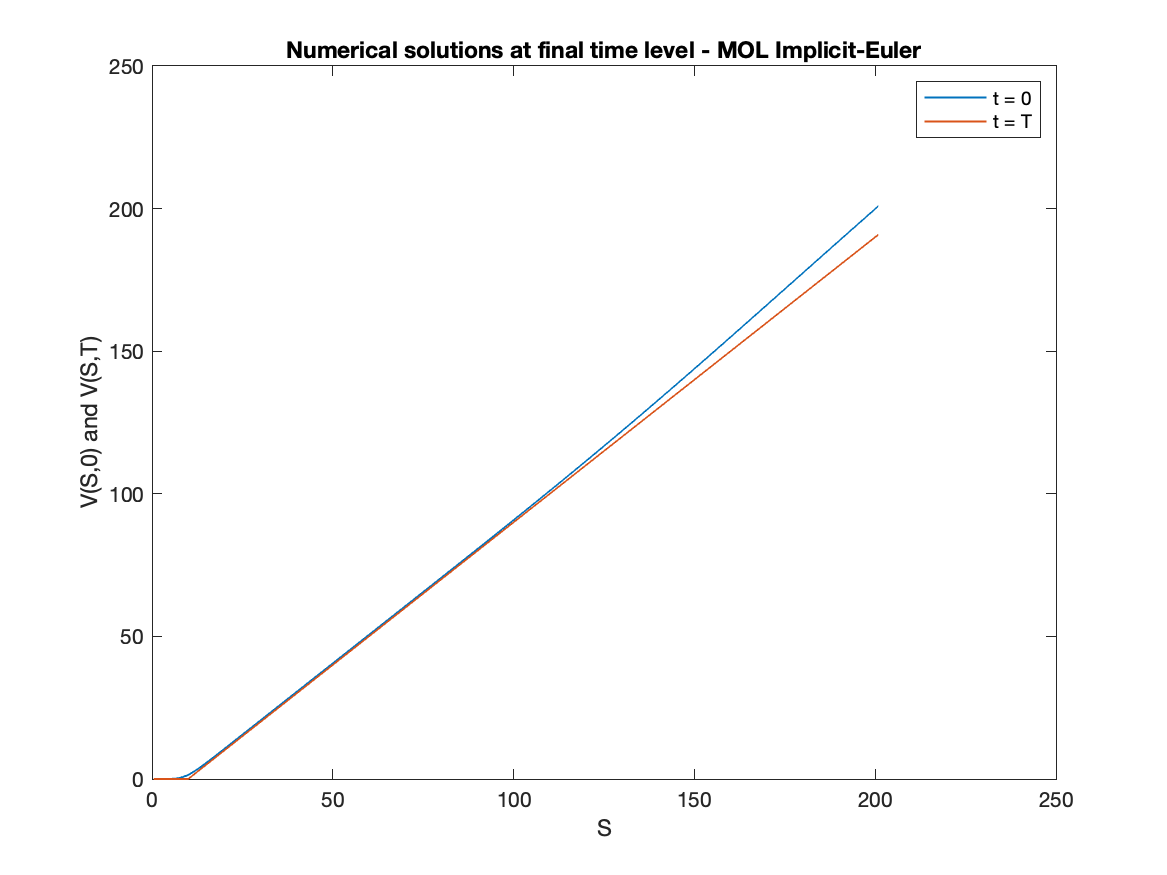 Numerical solutions at final time level - MOL Implicit-Euler
250
200
150
100
50
0
V(S,0) and V(S,T)
t = 0
t = T
0 50 100 150 200 250
S